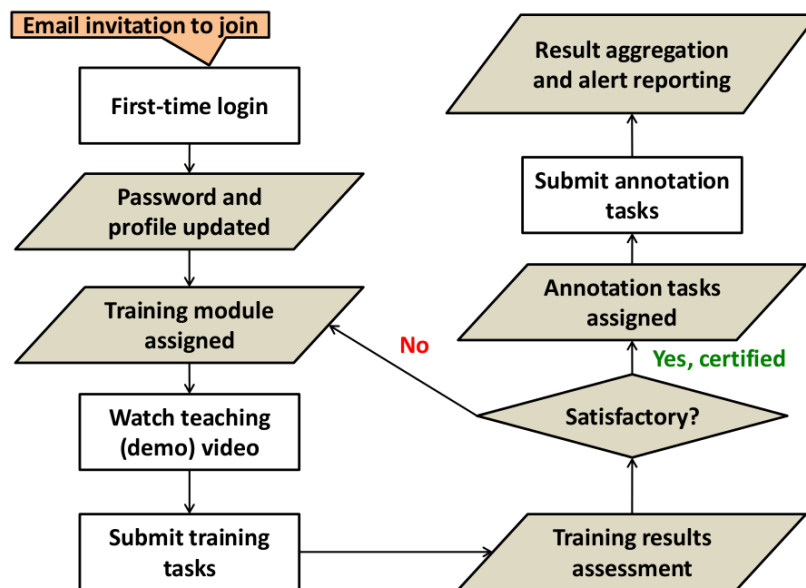 Email invitation to join
First-time login
Password and
profile updated
Training module
assigned
Watch teaching
(demo) video
Submit training
tasks
Training results
assessment
Satisfactory?
No
Yes, certified
Annotation tasks
assigned
Submit annotation
tasks
Result aggregation
and alert reporting